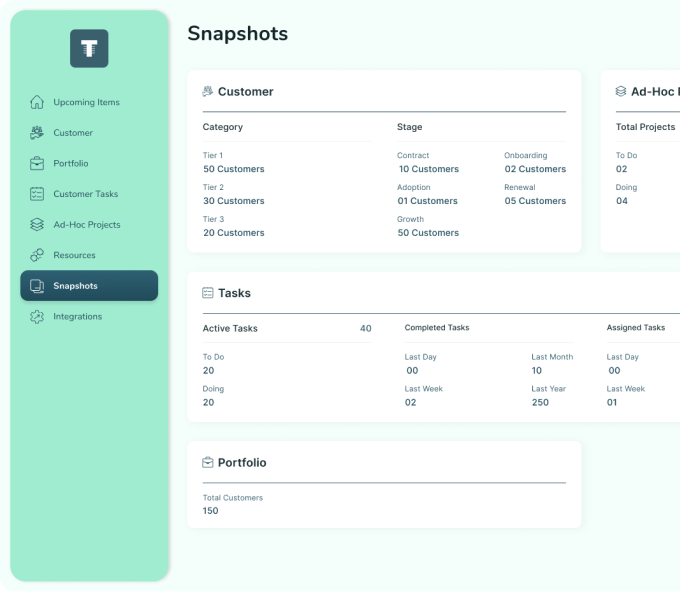 T
Snapshots
Upcoming Items
Customer
Portfolio
Customer Tasks
Ad-Hoc Projects
Resources
Snapshots
Integrations
Customer
Category
Stage
Tier 1
50 Customers
Tier 2
30 Customers
Tier 3
20 Customers
Contract
10 Customers
Onboarding
02 Customers
Adoption
01 Customers
Renewal
05 Customers
Growth
50 Customers
Ad-Hoc
Total Projects
To Do
02
Doing
04
Tasks
Active Tasks 40
To Do
20
Doing
20
Completed Tasks
Last Day
00
Last Month
10
Last Week
02
Last Year
250
Assigned Tasks
Last Day
00
Last Week
01
Portfolio
Total Customers
150